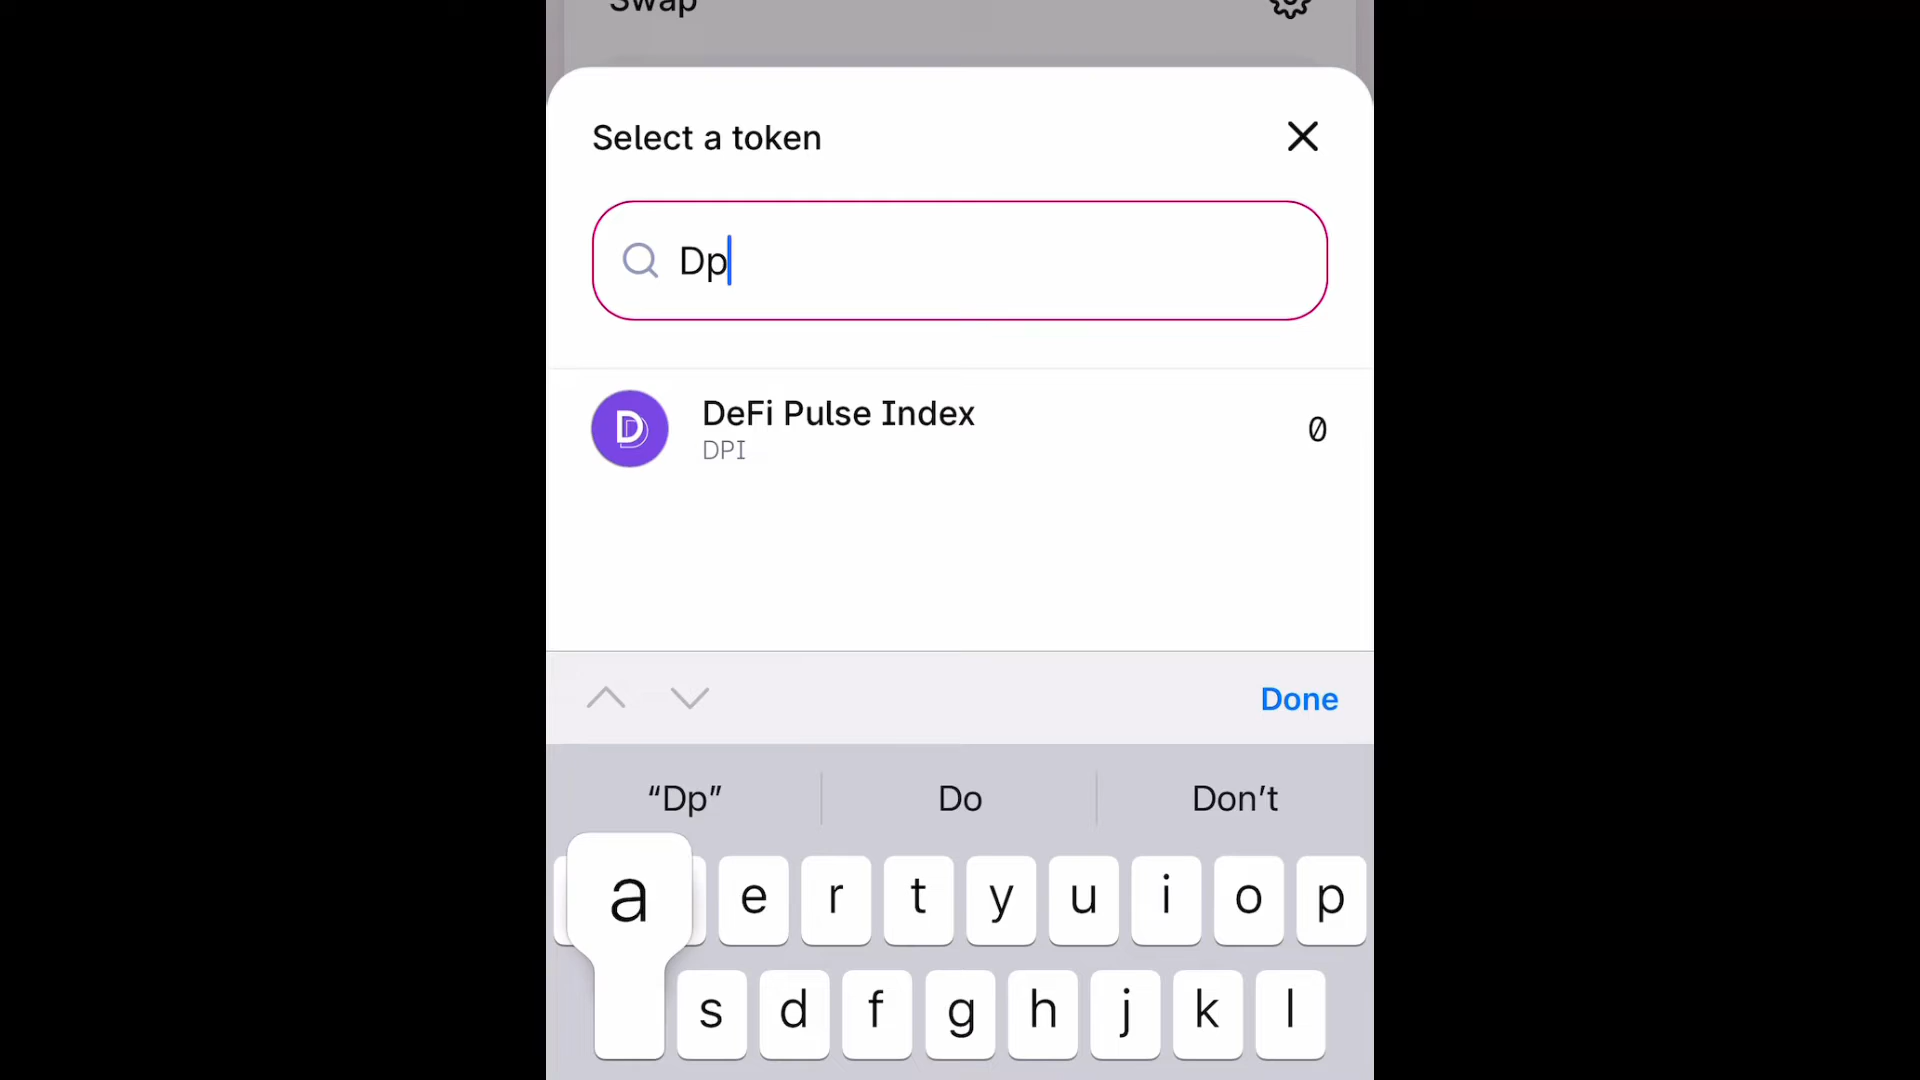 Swap
Select a token
Dp
DeFi Pulse Index
DPI
0
Done
“Dp” Do Don’t
a e r t y u i o p
s d f g h j k l